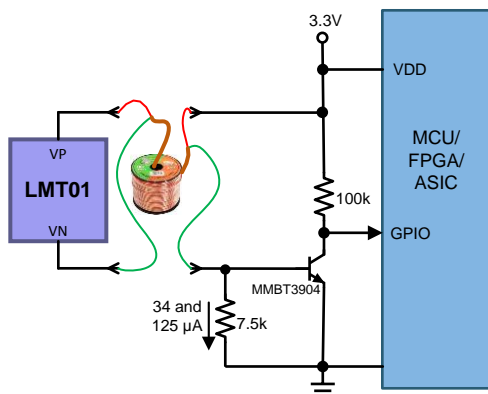 3.3V
VDD
MCU/
FPGA/
ASIC
VP
LMT01
VN
100k
GPIO
MMBT3904
34 and
125 µA
7.5k